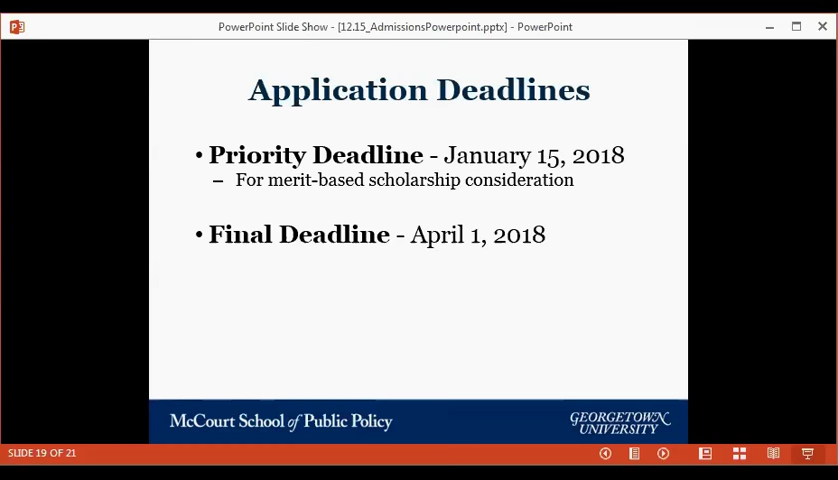 PowerPoint Slide Show - [12.15_AdmissionsPowerpoint.pptx] - PowerPoint
Application Deadlines
• Priority Deadline - January 15, 2018
– For merit-based scholarship consideration
• Final Deadline - April 1, 2018
McCourt School of Public Policy
GEORGETOWN
UNIVERSITY
SLIDE 19 OF 21